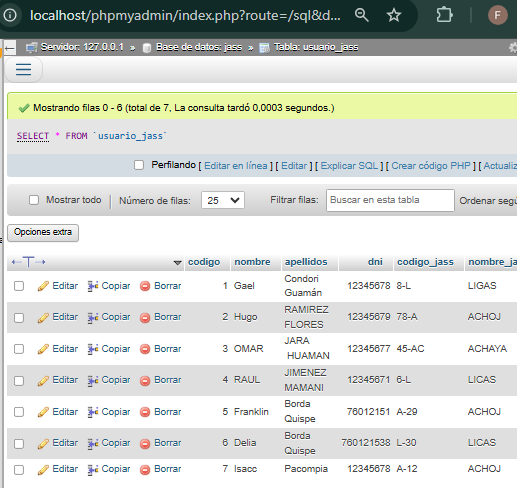 localhost/phpmyadmin/index.php?route=/sql&d...
F
Servidor: 127.0.0.1 » Base de datos: jass » Tabla: usuario_jass
Mostrando filas 0 - 6 (total de 7, La consulta tardó 0,0003 segundos.)
SELECT * FROM `usuario_jass`
Perfilando [ Editar en línea ] [ Editar ] [ Explicar SQL ] [ Crear código PHP ] [ Actualiz
Mostrar todo Número de filas: 25 Filtrar filas: Buscar en esta tabla Ordenar segú
Opciones extra
←T→ codigo nombre apellidos dni codigo_jass nombre_ja
Editar Copiar Borrar 1 Gael Condori Guamán 12345678 8-L LIGAS
Editar Copiar Borrar 2 Hugo RAMIREZ FLORES 12345679 78-A ACHOJ
Editar Copiar Borrar 3 OMAR JARA HUAMAN 12345677 45-AC ACHAYA
Editar Copiar Borrar 4 RAUL JIMENEZ MAMANI 12345671 6-L LICAS
Editar Copiar Borrar 5 Franklin Borda Quispe 76012151 A-29 ACHOJ
Editar Copiar Borrar 6 Delia Borda Quispe 760121538 L-30 LICAS
Editar Copiar Borrar 7 Isacc Pacompia 12345678 A-12 ACHOJ